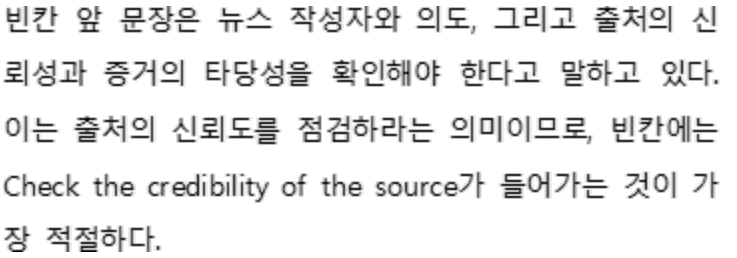 빈칸 앞 문장은 뉴스 작성자와 의도, 그리고 출처의 신
뢰성과 증거의 타당성을 확인해야 한다고 말하고 있다.
이는 출처의 신뢰도를 점검하라는 의미이므로, 빈칸에는
Check the credibility of the source가 들어가는 것이 가
장 적절하다.